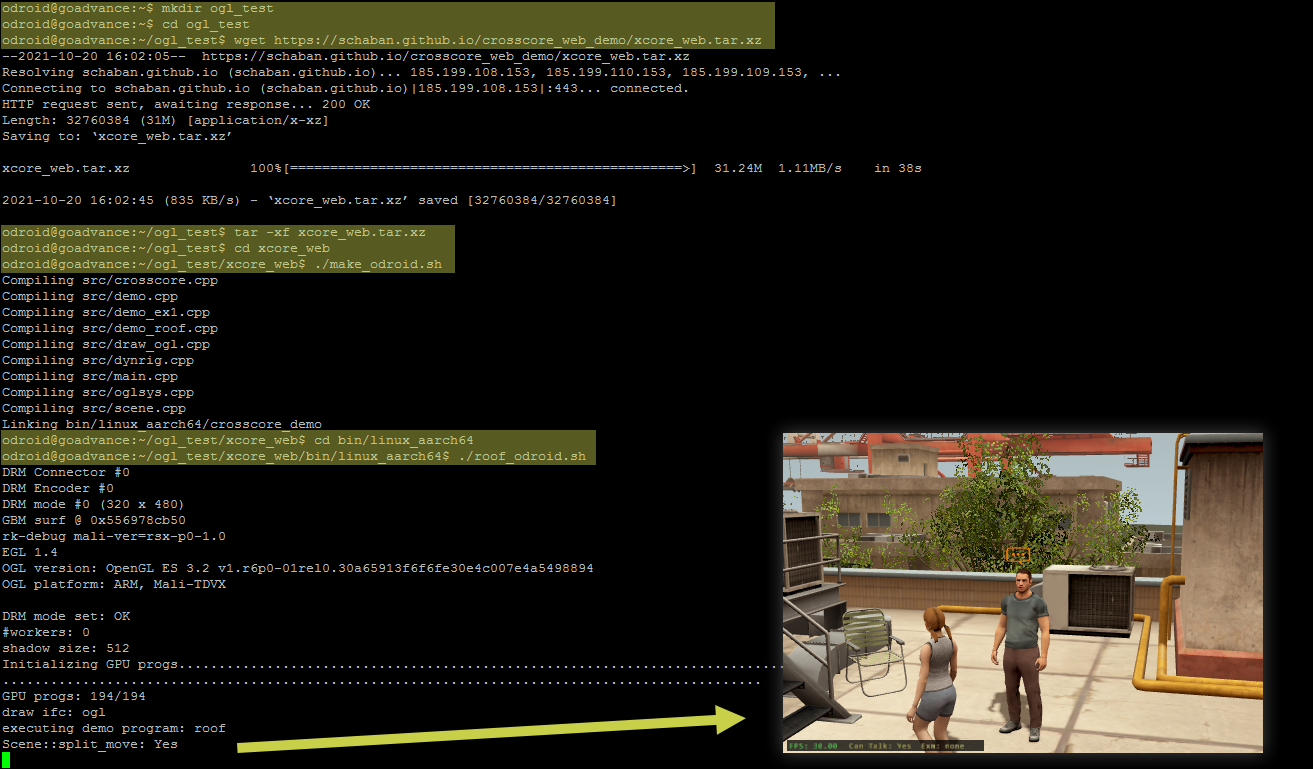 odroid@goadvance:~$ mkdir ogl_test
odroid@goadvance:~$ cd ogl_test
odroid@goadvance:~/ogl_test$ wget https://schaban.github.io/crosscore_web_demo/xcore_web.tar.xz
--2021-10-20 16:02:05--  https://schaban.github.io/crosscore_web_demo/xcore_web.tar.xz
Resolving schaban.github.io (schaban.github.io)... 185.199.108.153, 185.199.110.153, 185.199.109.153, ...
Connecting to schaban.github.io (schaban.github.io)|185.199.108.153|:443... connected.
HTTP request sent, awaiting response... 200 OK
Length: 32760384 (31M) [application/x-xz]
Saving to: ‘xcore_web.tar.xz’
xcore_web.tar.xz 100%[=================================================>] 31.24M 1.11MB/s in 38s
2021-10-20 16:02:45 (835 KB/s) - ‘xcore_web.tar.xz’ saved [32760384/32760384]
odroid@goadvance:~/ogl_test$ tar -xf xcore_web.tar.xz
odroid@goadvance:~/ogl_test$ cd xcore_web
odroid@goadvance:~/ogl_test/xcore_web$ ./make_odroid.sh
Compiling src/crosscore.cpp
Compiling src/demo.cpp
Compiling src/demo_ex1.cpp
Compiling src/demo_roof.cpp
Compiling src/draw_ogl.cpp
Compiling src/dynrig.cpp
Compiling src/main.cpp
Compiling src/oglsys.cpp
Compiling src/scene.cpp
Linking bin/linux_aarch64/crosscore_demo
odroid@goadvance:~/ogl_test/xcore_web$ cd bin/linux_aarch64
odroid@goadvance:~/ogl_test/xcore_web/bin/linux_aarch64$ ./roof_odroid.sh
DRM Connector #0
DRM Encoder #0
DRM mode #0 (320 x 480)
GBM surf @ 0x556978cb50
rk-debug mali-ver=rsx-p0-1.0
EGL 1.4
OGL version: OpenGL ES 3.2 v1.r6p0-01rel0.30a65913f6f6fe30e4c007e4a5498894
OGL platform: ARM, Mali-TDVX
DRM mode set: OK
#workers: 0
shadow size: 512
Initializing GPU progs............................................................................
...............................................................................................
GPU progs: 194/194
draw ifc: ogl
executing demo program: roof
Scene::split_move: Yes
FPS: 30.00 Can Talk: Yes Exm: none